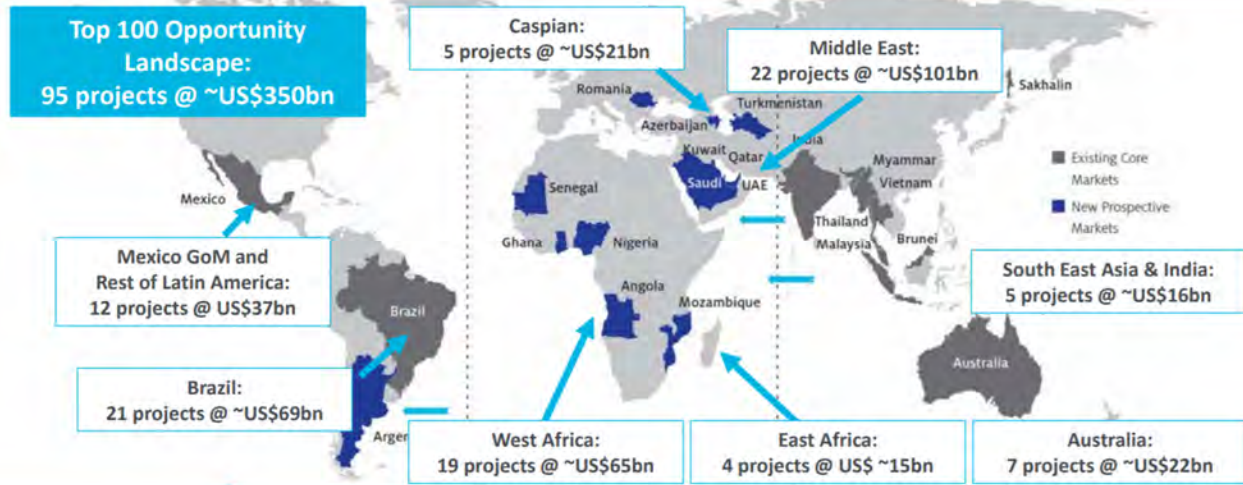 Top 100 Opportunity
Landscape:
95 projects @ ~US$350bn
Caspian:
5 projects @ ~US$21bn
Middle East:
22 projects @ ~US$101bn
Romania
Azerbaijan
Turkmenistan
Sakhalin
Kuwait
Qatar
India
Saudi
UAE
Myanmar
Vietnam
Thailand
Malaysia
Brunei
Existing Core
Markets
New Prospective
Markets
Mexico
Senegal
Ghana
Nigeria
Angola
Mozambique
Mexico GoM and
Rest of Latin America:
12 projects @ US$37bn
South East Asia & India:
5 projects @ ~US$16bn
Brazil
Australia
Brazil:
21 projects @ ~US$69bn
Argen
West Africa:
19 projects @ ~US$65bn
East Africa:
4 projects @ US$ ~15bn
Australia:
7 projects @ ~US$22bn